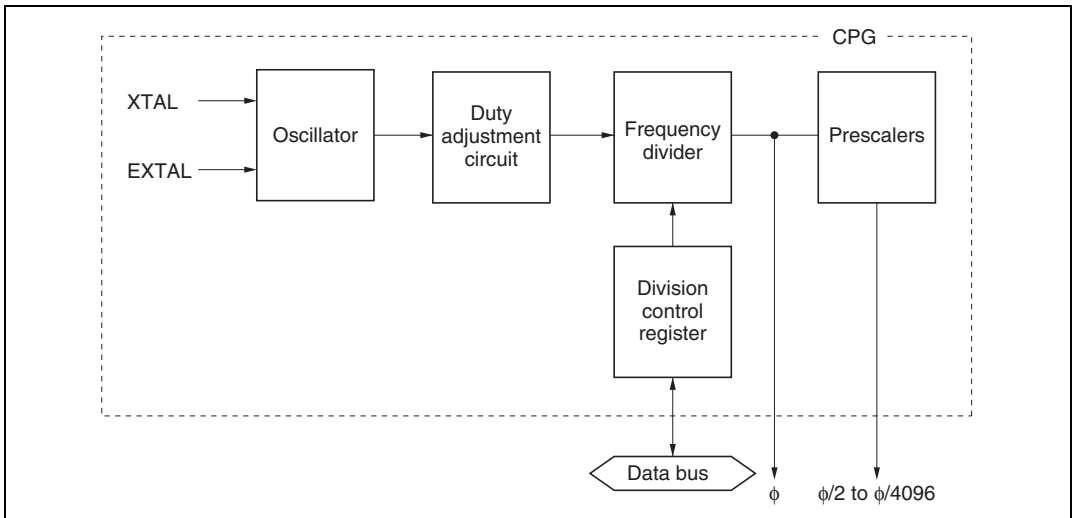 CPG
XTAL
EXTAL
Oscillator
Duty
adjustment
circuit
Frequency
divider
Prescalers
Division
control
register
Data bus
ϕ
ϕ/2 to ϕ/4096